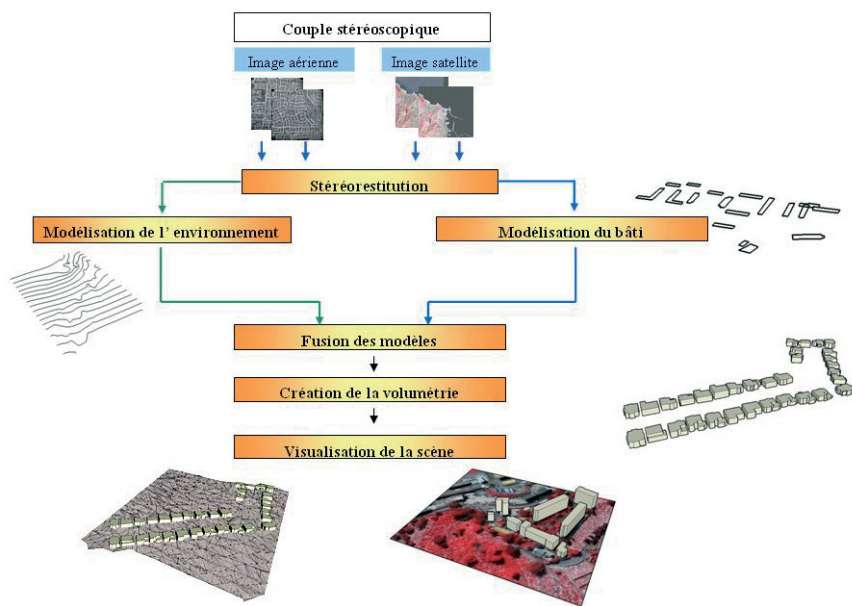 Couple stéréoscopique
Image aérienne
Image satellite
Stéréorestitution
Modélisation de l' environnement
Modélisation du bâti
Fusion des modèles
Création de la volumétrie
Visualisation de la scène